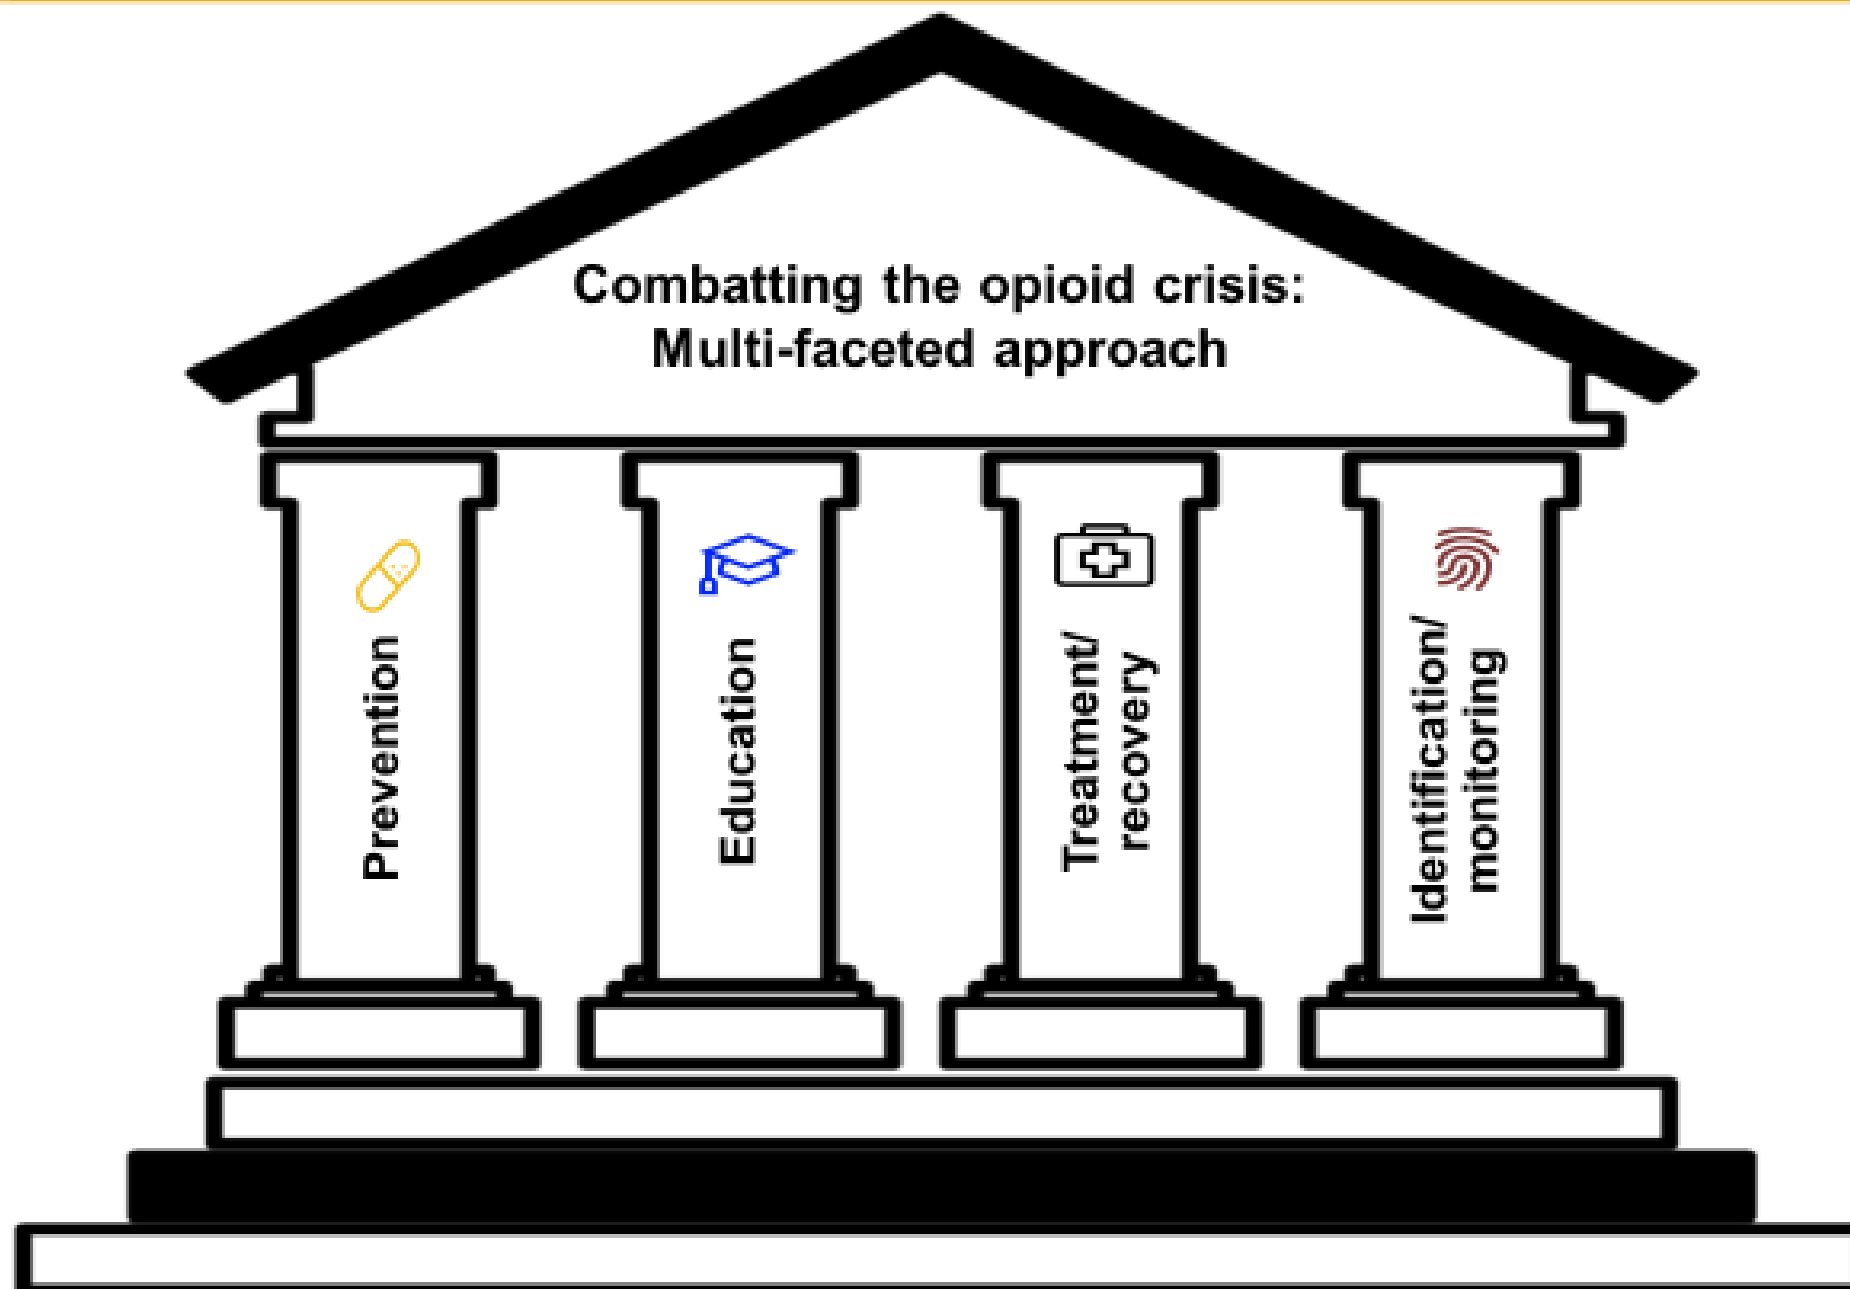 Combatting the opioid crisis:
Multi-faceted approach
Prevention
Education
Treatment/
recovery
Identification/
monitoring